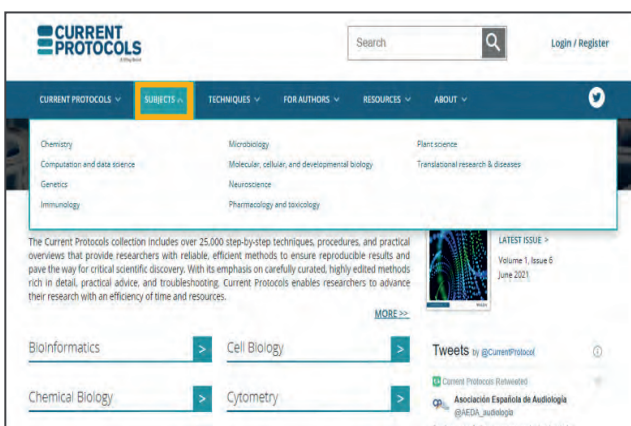 CURRENT
PROTOCOLS
A Wiley Brand
Search
Login / Register
CURRENT PROTOCOLS
SUBJECTS
TECHNIQUES
FOR AUTHORS
RESOURCES
ABOUT
Chemistry
Computation and data science
Genetics
Immunology
Microbiology
Molecular, cellular, and developmental biology
Neuroscience
Pharmacology and toxicology
Plant science
Translational research & diseases
The Current Protocols collection includes over 25,000 step-by-step techniques, procedures, and practical
overviews that provide researchers with reliable, efficient methods to ensure reproducible results and
pave the way for critical scientific discovery. With its emphasis on carefully curated, highly edited methods
rich in detail, practical advice, and troubleshooting. Current Protocols enables researchers to advance
their research with an efficiency of time and resources.
MORE >>
LATEST ISSUE >
Volume 1, Issue 6
June 2021
Bioinformatics >
Cell Biology >
Chemical Biology >
Cytometry >
Tweets by @CurrentProtocol
Current Protocols Retweeted
Asociación Española de Audiología
@AEDA_audiologia